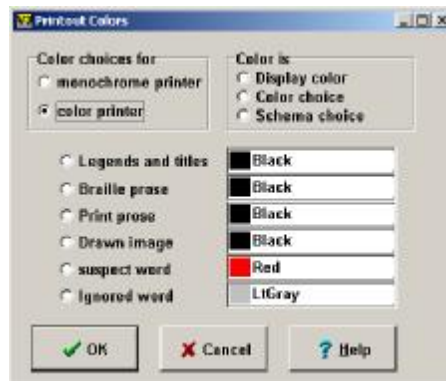 Printout Colors
Color choices for
monochrome printer
color printer
Color is
Display color
Color choice
Schema choice
Legends and titles Black
Braille prose Black
Print prose Black
Drawn image Black
suspect word Red
Ignored word LtGray
OK Cancel ? Help